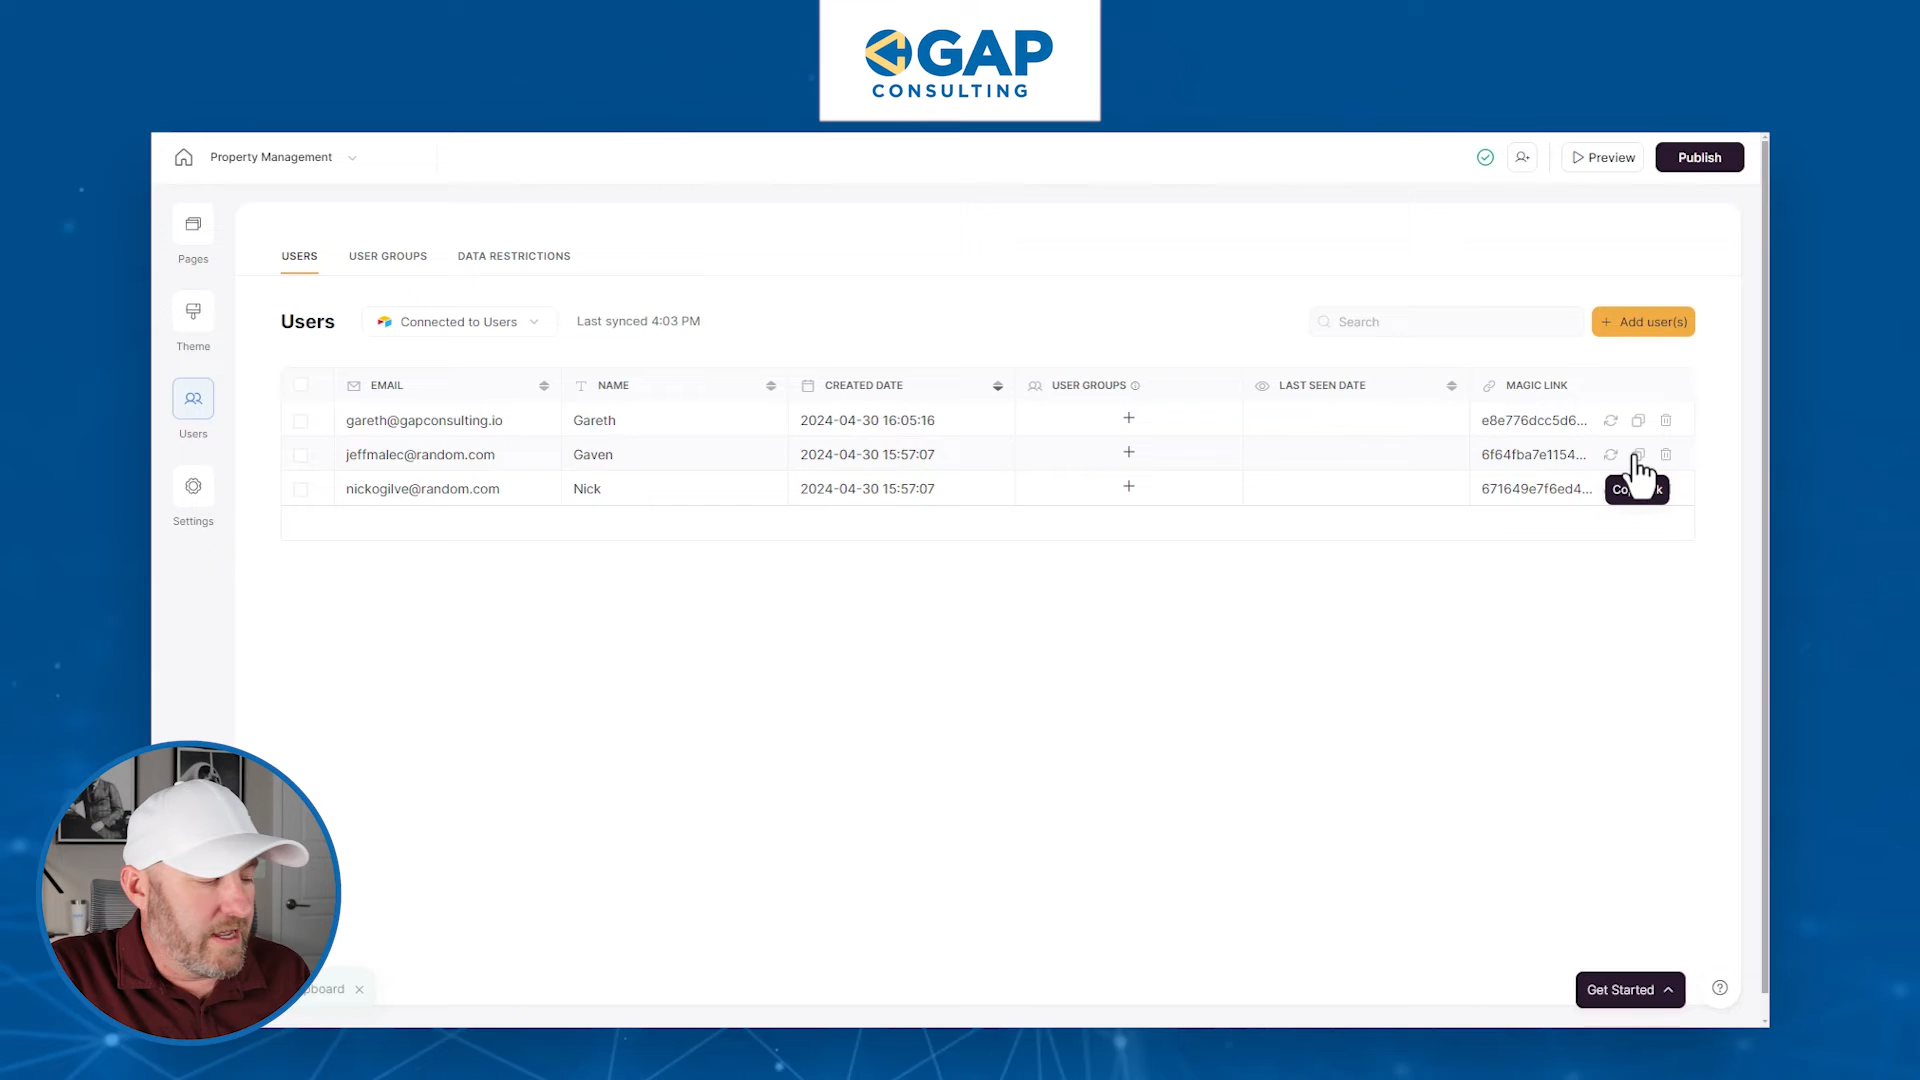 GAP
CONSULTING
Property Management
Preview
Publish
Pages
Theme
Users
Settings
USERS
USER GROUPS
DATA RESTRICTIONS
Users
Connected to Users
Last synced 4:03 PM
Search
+ Add user(s)
EMAIL
NAME
CREATED DATE
USER GROUPS
LAST SEEN DATE
MAGIC LINK
gareth@gapconsulting.io
Gareth
2024-04-30 16:05:16
+
e8e776dcc5d6...
jeffmalec@random.com
Gaven
2024-04-30 15:57:07
+
6f64fba7e1154...
nickogilve@random.com
Nick
2024-04-30 15:57:07
+
671649e7f6ed4...
Get Started
?